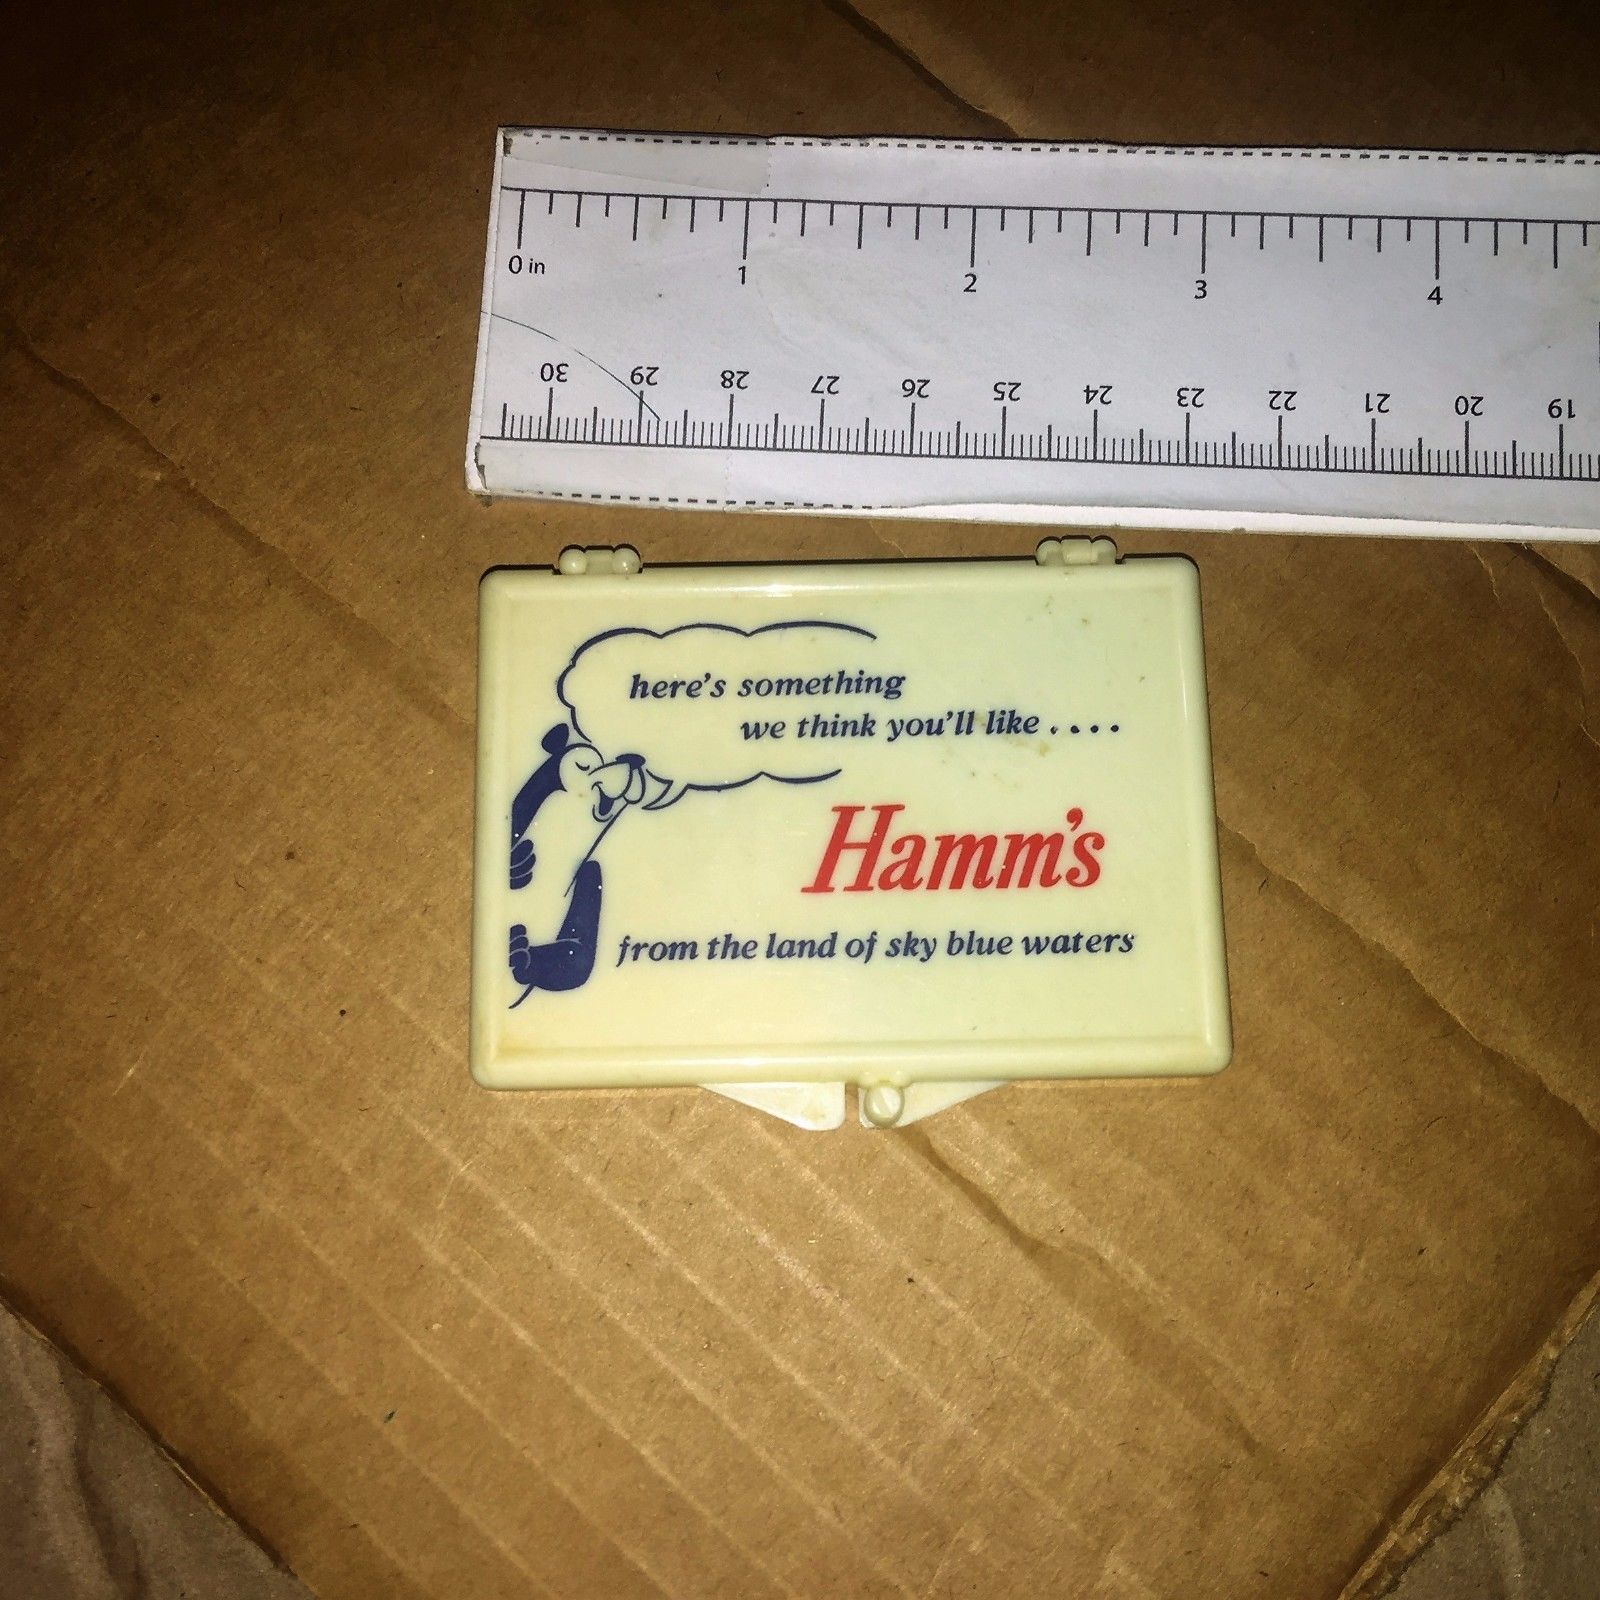 0 in 1 2 3 4
30 29 28 27 26 25 24 23 22 21 20 19
here's something
we think you'll like....
Hamm's
from the land of sky blue waters